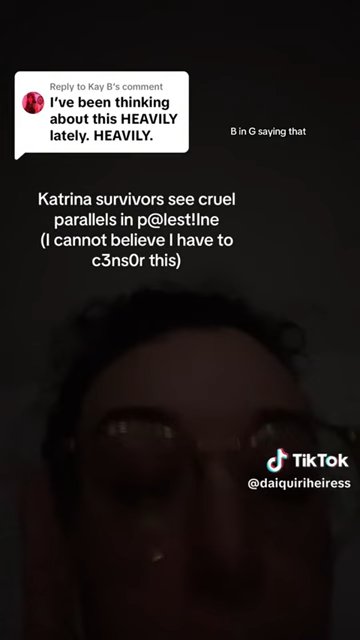 Reply to Kay B's comment
I've been thinking
about this HEAVILY
lately. HEAVILY.
B in G saying that
Katrina survivors see cruel
parallels in p@lest!Ine
(I cannot believe I have to
c3ns0r this)
TikTok
@daiquiriheiress